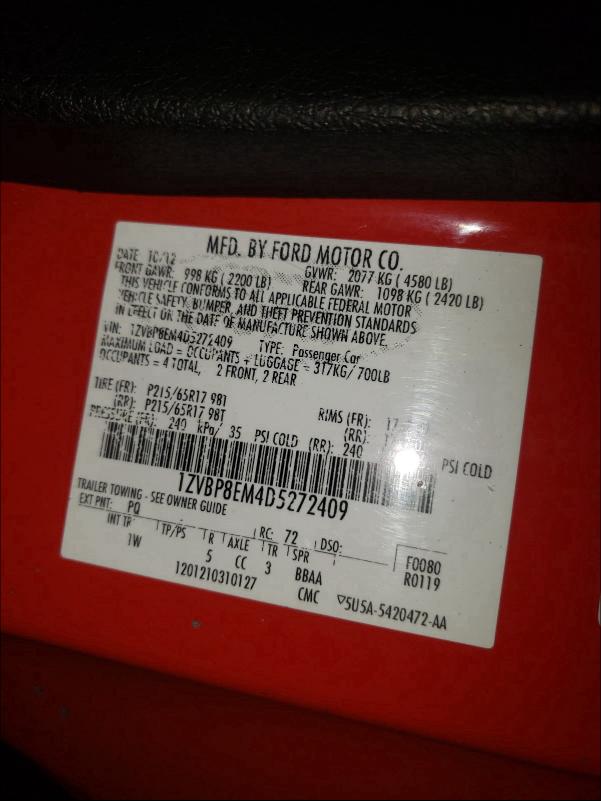 MFD. BY FORD MOTOR CO.
DATE 10/12 GVWR: 2077 KG ( 4580 LB)
FRONT GAWR: 998 KG ( 2200 LB) REAR GAWR: 1098 KG ( 2420 LB)
THIS VEHICLE CONFORMS TO ALL APPLICABLE FEDERAL MOTOR
VEHICLE SAFETY, BUMPER, AND THEFT PREVENTION STANDARDS
IN EFFECT ON THE DATE OF MANUFACTURE SHOWN ABOVE.
VIN: 1ZVBP8EM4D5272409 TYPE: Passenger Car
MAXIMUM LOAD = OCCUPANTS + LUGGAGE = 317KG/ 700LB
OCCUPANTS = 4 TOTAL, 2 FRONT, 2 REAR
TIRE (FR): P215/65R17 98T RIMS (FR):
(RR): P215/65R17 98T (RR):
PRESSURE (FR): 240 kPa/ 35 PSI COLD (RR): 240 PSI COLD
1ZVBP8EM4D5272409
TRAILER TOWING - SEE OWNER GUIDE
EXT PNT: PQ RC: 72 DSO: F0080
INT TR TP/PS R AXLE TR SPR R0119
1W 5 CC 3 BBAA
1201210310127 CMC ▽5U5A-5420472-AA